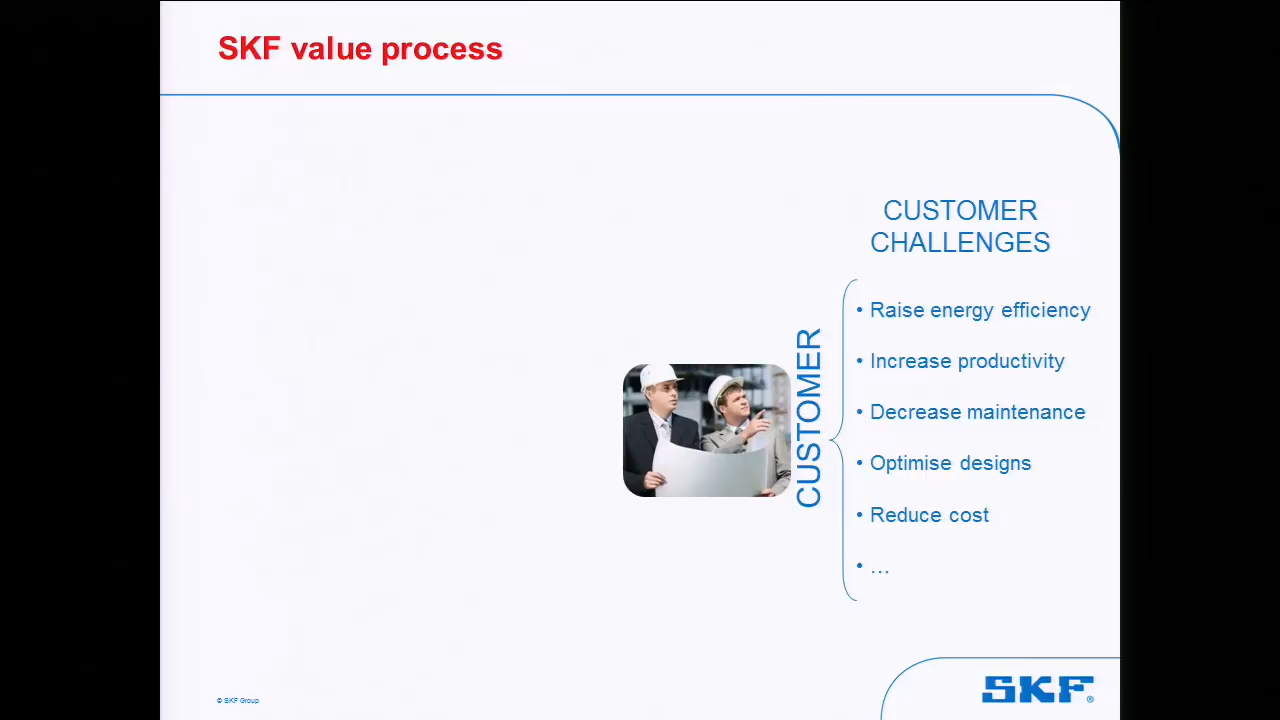 SKF value process
CUSTOMER
CHALLENGES
CUSTOMER
• Raise energy efficiency
• Increase productivity
• Decrease maintenance
• Optimise designs
• Reduce cost
• ...
© SKF Group
SKF®